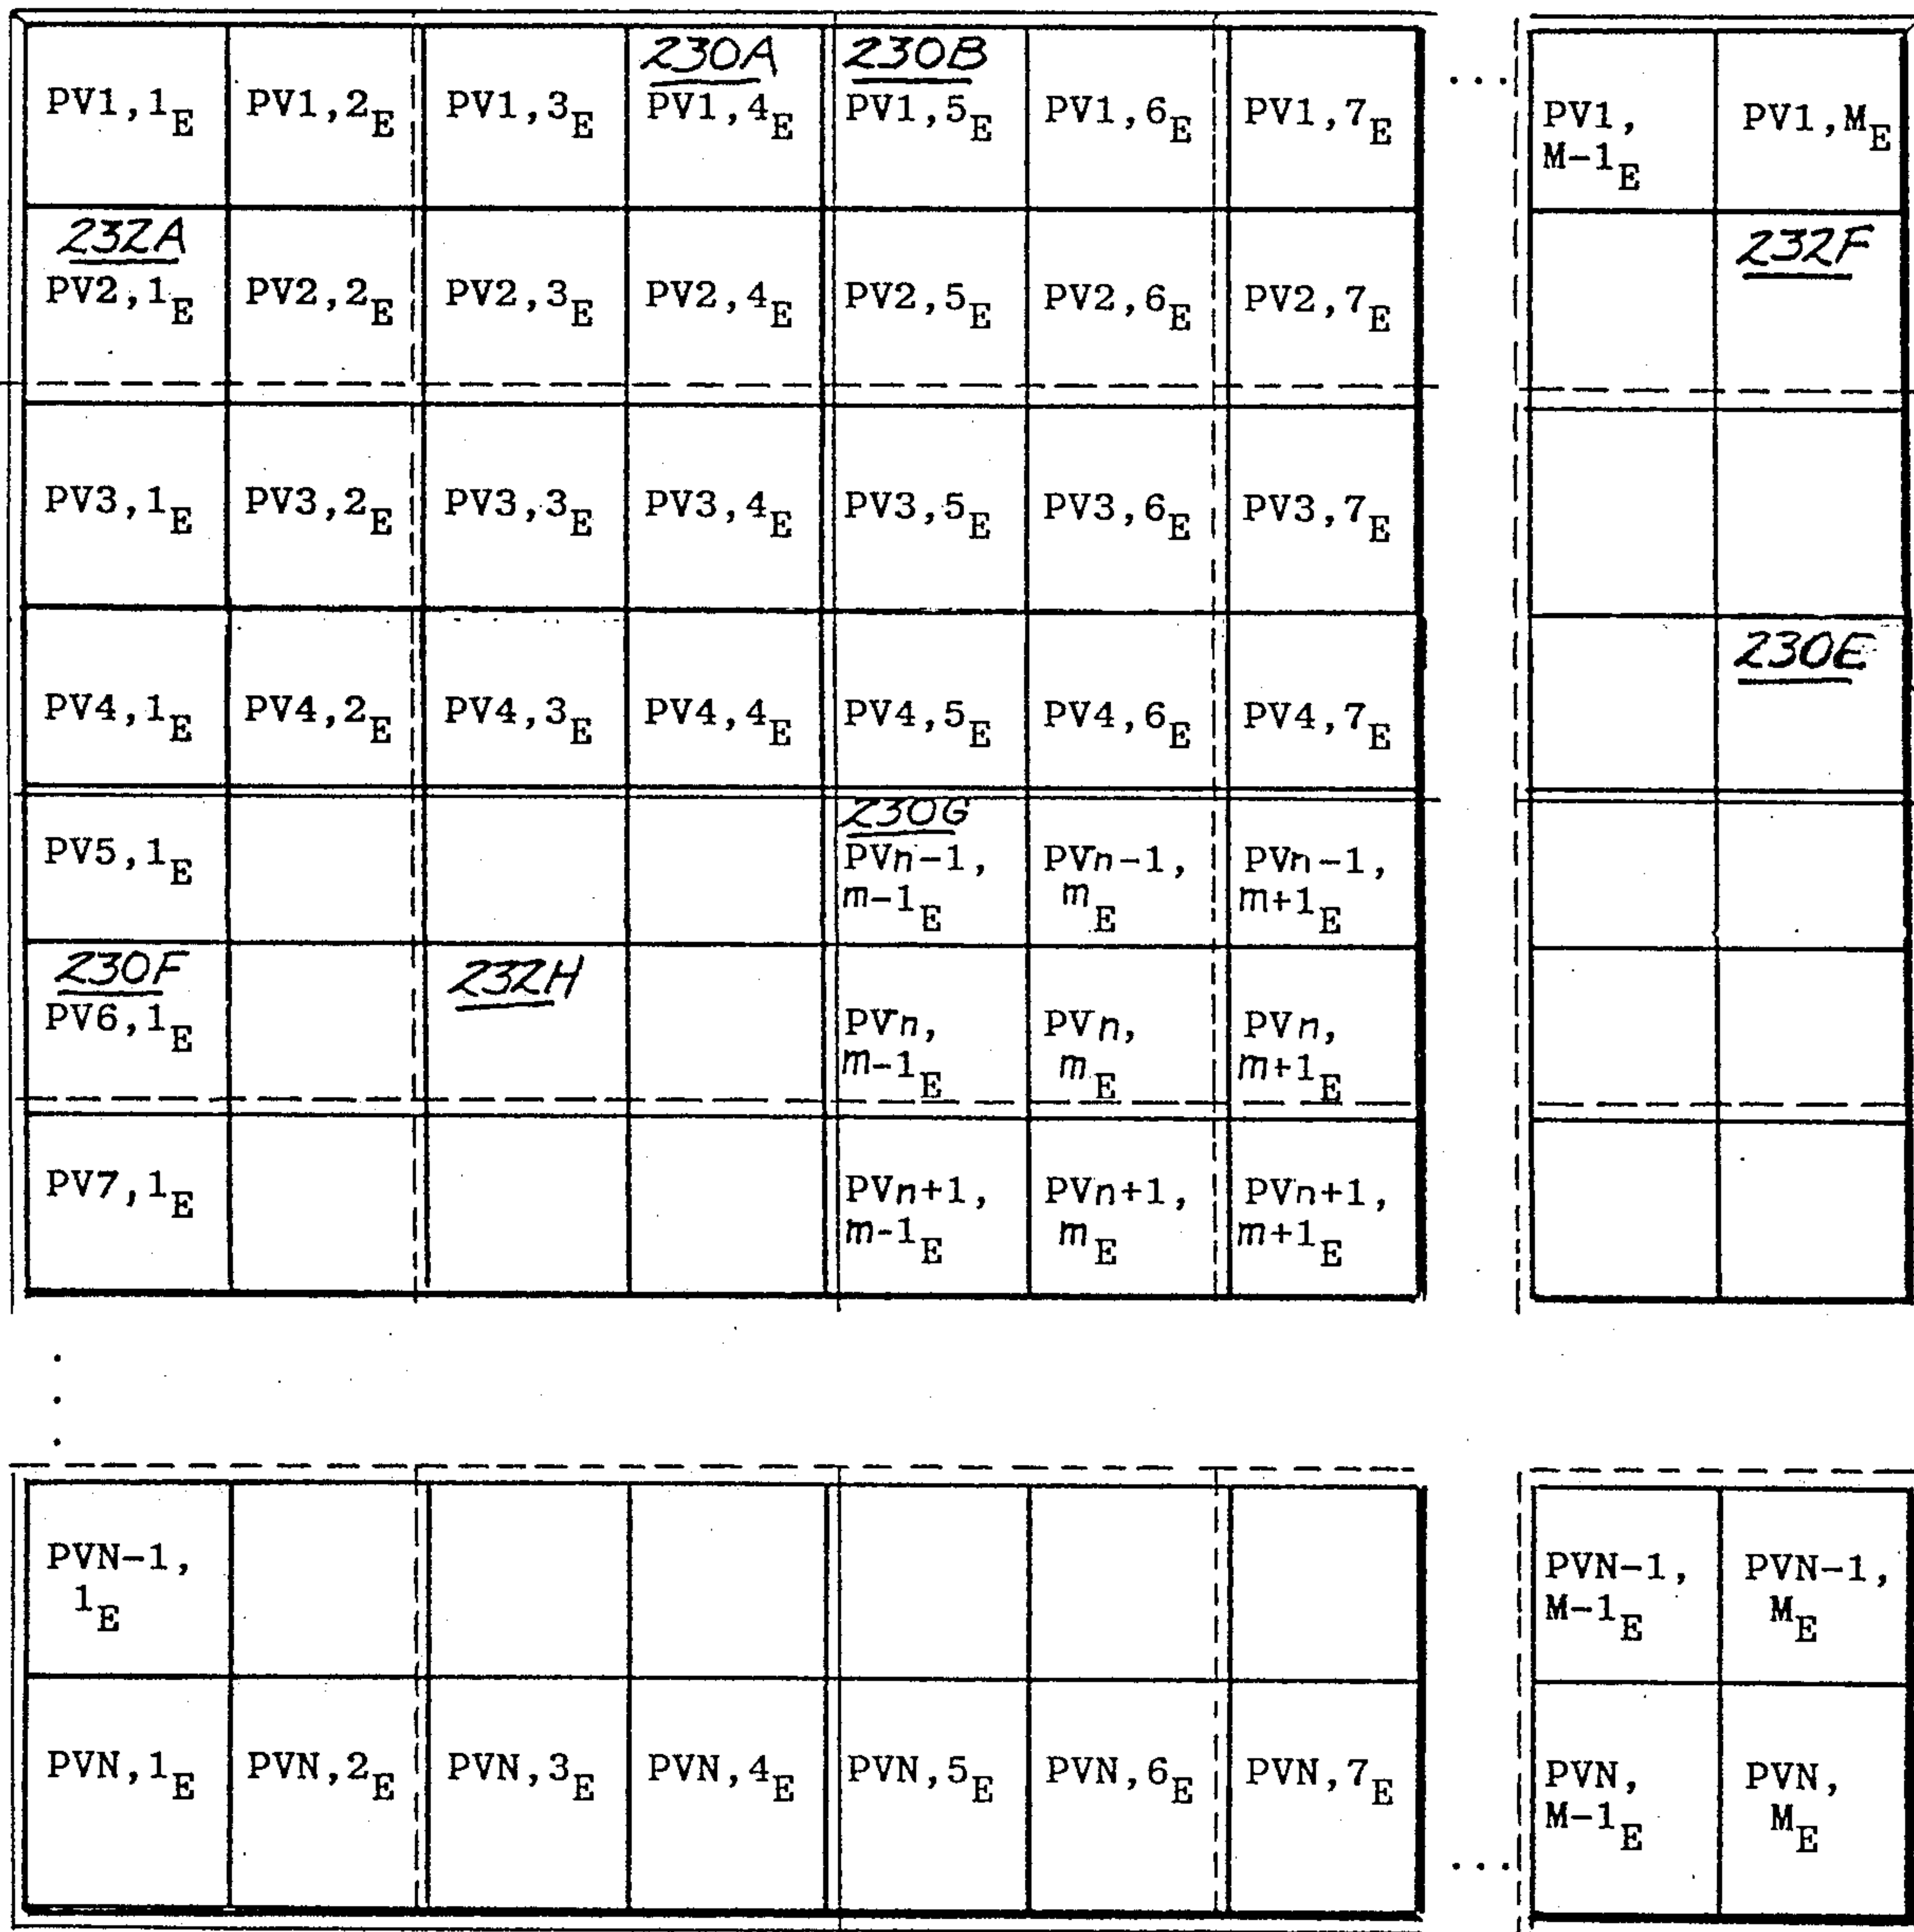 230A 230B
PV1,1E PV1,2E PV1,3E PV1,4E PV1,5E PV1,6E PV1,7E ... PV1, PV1,ME
M-1E
232A 232F
PV2,1E PV2,2E PV2,3E PV2,4E PV2,5E PV2,6E PV2,7E
PV3,1E PV3,2E PV3,3E PV3,4E PV3,5E PV3,6E PV3,7E
230E
PV4,1E PV4,2E PV4,3E PV4,4E PV4,5E PV4,6E PV4,7E
230G
PV5,1E PVn-1, PVn-1, PVn-1,
m-1E mE m+1E
230F 232H
PV6,1E PVn, PVn, PVn,
m-1E mE m+1E
PV7,1E PVn+1, PVn+1, PVn+1,
m-1E mE m+1E
.
.
.
PVN-1, PVN-1, PVN-1,
1E M-1E ME
PVN,1E PVN,2E PVN,3E PVN,4E PVN,5E PVN,6E PVN,7E PVN, PVN,
... M-1E ME